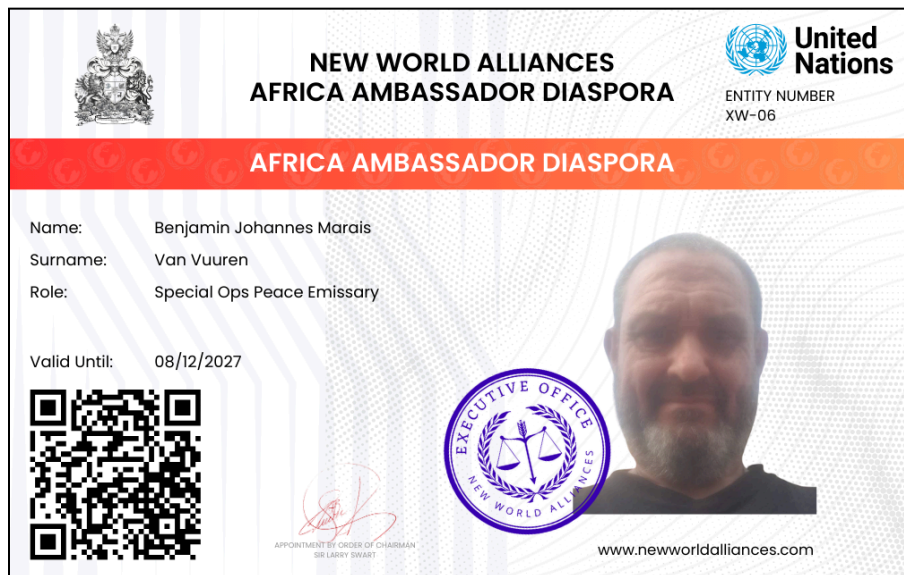 NEW WORLD ALLIANCES
AFRICA AMBASSADOR DIASPORA
United
Nations
ENTITY NUMBER
XW-06
AFRICA AMBASSADOR DIASPORA
Name: Benjamin Johannes Marais
Surname: Van Vuuren
Role: Special Ops Peace Emissary
Valid Until: 08/12/2027
EXECUTIVE OFFICE
NEW WORLD ALLIANCES
APPOINTMENT BY ORDER OF CHAIRMAN
SIR LARRY SWART
www.newworldalliances.com